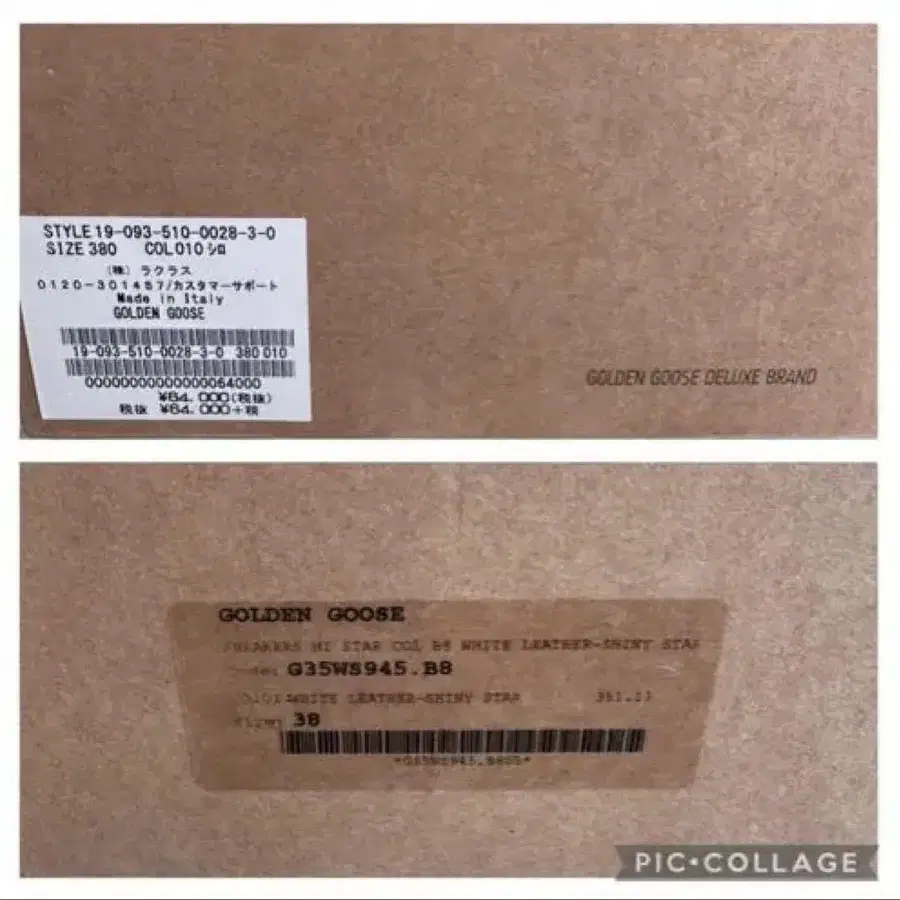 STYLE 19-093-510-0028-3-0
SIZE 380 COL010 シロ
(株) ラクラス
0120-301457/カスタマーサポート
Made in Italy
GOLDEN GOOSE
19-093-510-0028-3-0 380 010
00000000000000064000
¥64,000(税抜)
税抜 ¥64,000+税
GOLDEN GOOSE DELUXE BRAND
GOLDEN GOOSE
SNEAKERS HI STAR COL B8 WHITE LEATHER-SHINY STAR
Code: G35WS945.B8
WHITE LEATHER-SHINY STAR
Size: 38
PIC•COLLAGE